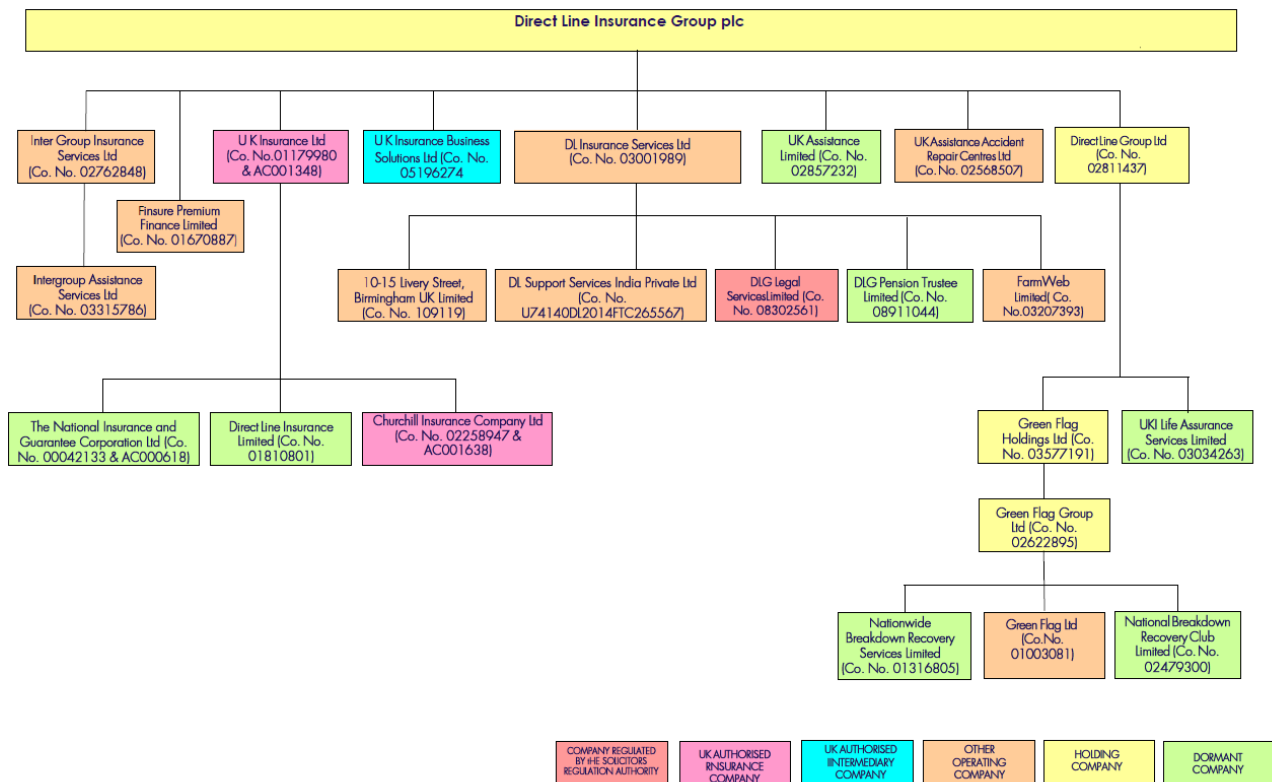 Direct Line Insurance Group plc
Inter Group Insurance
Services Ltd
(Co. No. 02762848)
Finsure Premium
Finance Limited
(Co. No. 01670887)
U K Insurance Ltd
(Co. No.01179980
& AC001348)
U K Insurance Business
Solutions Ltd (Co. No.
05196274
DL Insurance Services Ltd
(Co. No. 03001989)
UK Assistance
Limited (Co. No.
02857232)
UK Assistance Accident
Repair Centres Ltd
(Co. No. 02568507)
Direct Line Group Ltd
(Co. No.
02811437)
Intergroup Assistance
Services Ltd
(Co. No. 03315786)
10-15 Livery Street,
Birmingham UK Limited
(Co. No. 109119)
DL Support Services India Private Ltd
(Co. No.
U74140DL2014FTC265567)
DLG Legal
ServicesLimited (Co.
No. 08302561)
DLG Pension Trustee
Limited (Co. No.
08911044)
FarmWeb
Limited( Co.
No.03207393)
The National Insurance and
Guarantee Corporation Ltd (Co.
No. 00042133 & AC000618)
Direct Line Insurance
Limited (Co. No.
01810801)
Churchill Insurance Company Ltd
(Co. No. 02258947 &
AC001638)
Green Flag
Holdings Ltd (Co.
No. 03577191)
UKI Life Assurance
Services Limited
(Co. No. 03034263)
Green Flag Group
Ltd (Co. No.
02622895)
Nationwide
Breakdown Recovery
Services Limited
(Co. No. 01316805)
Green Flag Ltd
(Co.No.
01003081)
National Breakdown
Recovery Club
Limited (Co. No.
02479300)
COMPANY REGULATED
BY tHE SOLICITORS
REGULATION AUTHORITY
UK AUTHORISED
RNSURANCE
COMPANY
UK AUTHORISED
IINTERMEDIARY
COMPANY
OTHER
OPERATING
COMPANY
HOLDING
COMPANY
DORMANT
COMPANY